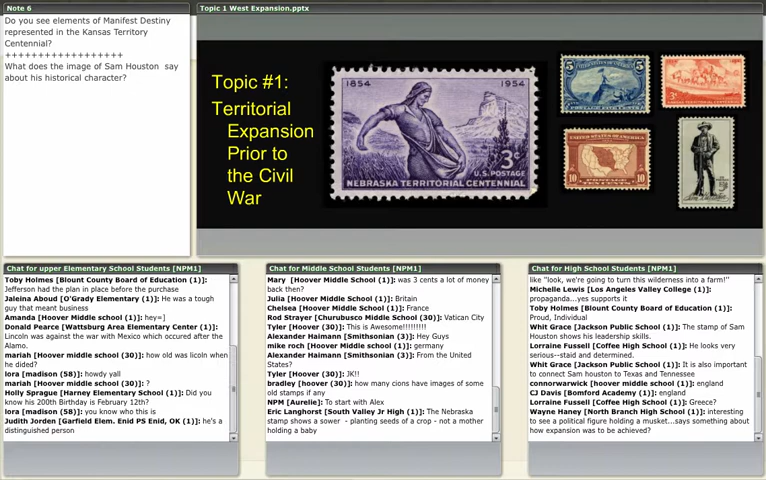 Note 6
Do you see elements of Manifest Destiny
represented in the Kansas Territory
Centennial?
++++++++++++++++++
What does the image of Sam Houston say
about his historical character?
Topic 1 West Expansion.pptx
Topic #1:
Territorial
Expansion
Prior to
the Civil
War
1854
1954
3¢
U.S. POSTAGE
NEBRASKA TERRITORIAL CENTENNIAL
5
5
3¢
10
10
Chat for upper Elementary School Students [NPM1]
Toby Holmes [Blount County Board of Education (1)]:
Jefferson had the plan in place before the purchase
Jaleina Aboud [O'Grady Elementary (1)]: He was a tough
guy that meant business
Amanda [Hoover Middle School (1)]: hey=]
Donald Pearce [Wattsburg Area Elementary Center (1)]:
Lincoln was against the war with Mexico which occured after the
Alamo.
mariah [Hoover middle school (30)]: how old was licoln when
he dided?
lora [madison (58)]: howdy yall
mariah [Hoover middle school (30)]: ?
Holly Sprague [Harney Elementary School (1)]: Did you
know his 200th Birthday is February 12th?
lora [madison (58)]: you know who this is
Judith Jorden [Garfield Elem. Enid PS Enid, OK (1)]: he's a
distinguished person
Chat for Middle School Students [NPM1]
Mary [Hoover Middle School (1)]: was 3 cents a lot of money
back then?
Julia [Hoover Middle School (1)]: Britain
Chelsea [Hoover Middle School (1)]: France
Rod Strayer [Churubusco Middle School (30)]: Vatican City
Tyler [Hoover (30)]: This is Awesome!!!!!!!!!
Alexander Haimann [Smithsonian (3)]: Hey Guys
mike roch [Hoover Middle School (1)]: germany
Alexander Haimann [Smithsonian (3)]: From the United
States?
Tyler [Hoover (30)]: JK!!
bradley [hoover (30)]: how many cions have images of some
old stamps if any
NPM [Aurelie]: To start with Alex
Eric Langhorst [South Valley Jr High (1)]: The Nebraska
stamp shows a sower - planting seeds of a crop - not a mother
holding a baby
Chat for High School Students [NPM1]
like "look, we're going to turn this wilderness into a farm!"
Michelle Lewis [Los Angeles Valley College (1)]:
propaganda...yes supports it
Toby Holmes [Blount County Board of Education (1)]:
Proud, Individual
Whit Grace [Jackson Public School (1)]: The stamp of Sam
Houston shows his leadership skills.
Lorraine Fussell [Coffee High School (1)]: He looks very
serious--staid and determined.
Whit Grace [Jackson Public School (1)]: It is also important
to connect Sam houston to Texas and Tennessee
connorwarwick [hoover middle school (1)]: england
CJ Davis [Bomford Academy (1)]: england
Lorraine Fussell [Coffee High School (1)]: Greece?
Wayne Haney [North Branch High School (1)]: interesting
to see a political figure holding a musket...says something about
how expansion was to be achieved?